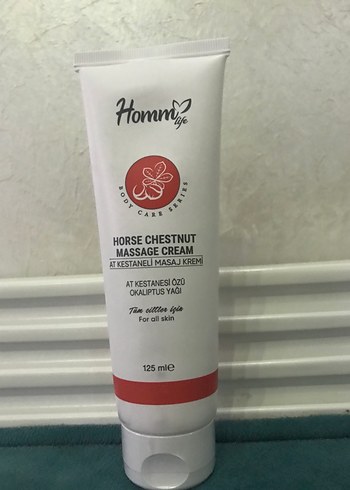 Homm
life
BODY CARE SERIES
HORSE CHESTNUT
MASSAGE CREAM
AT KESTANELİ MASAJ KREMİ
AT KESTANESİ ÖZÜ
OKALİPTUS YAĞI
Tüm ciltler için
For all skin
125 ml℮